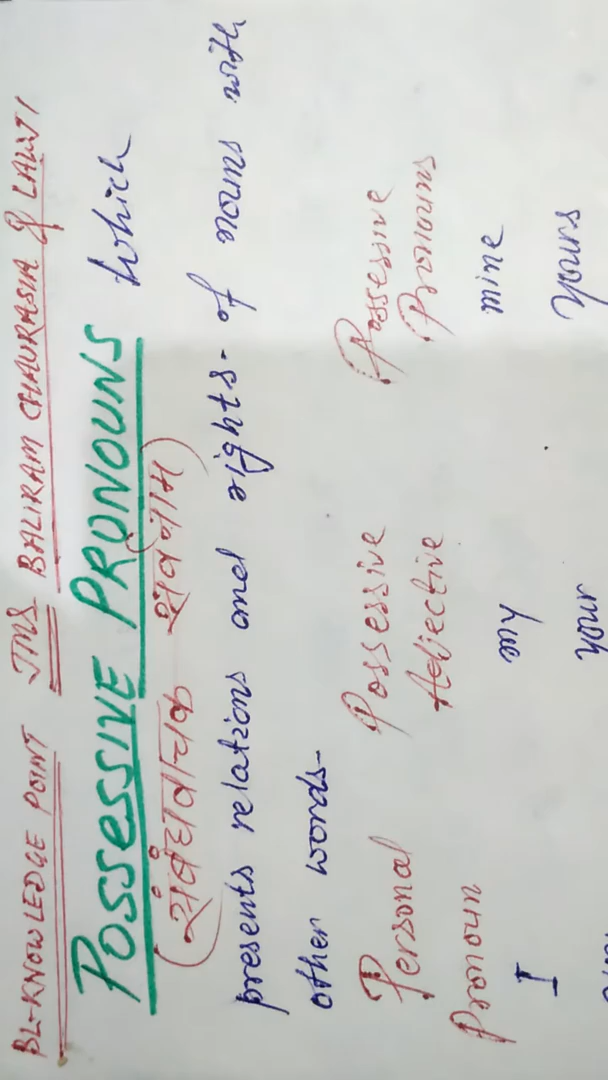 BL-KNOWLEDGE POINT JMS BALIRAM CHAURASIA & LALJI
POSSESSIVE PRONOUNS which
(संबंधवाचक सर्वनाम)
presents relations and rights. of nouns with
other words-
Personal Pronoun Possessive Adjective Possessive Pronouns
I my mine
your yours